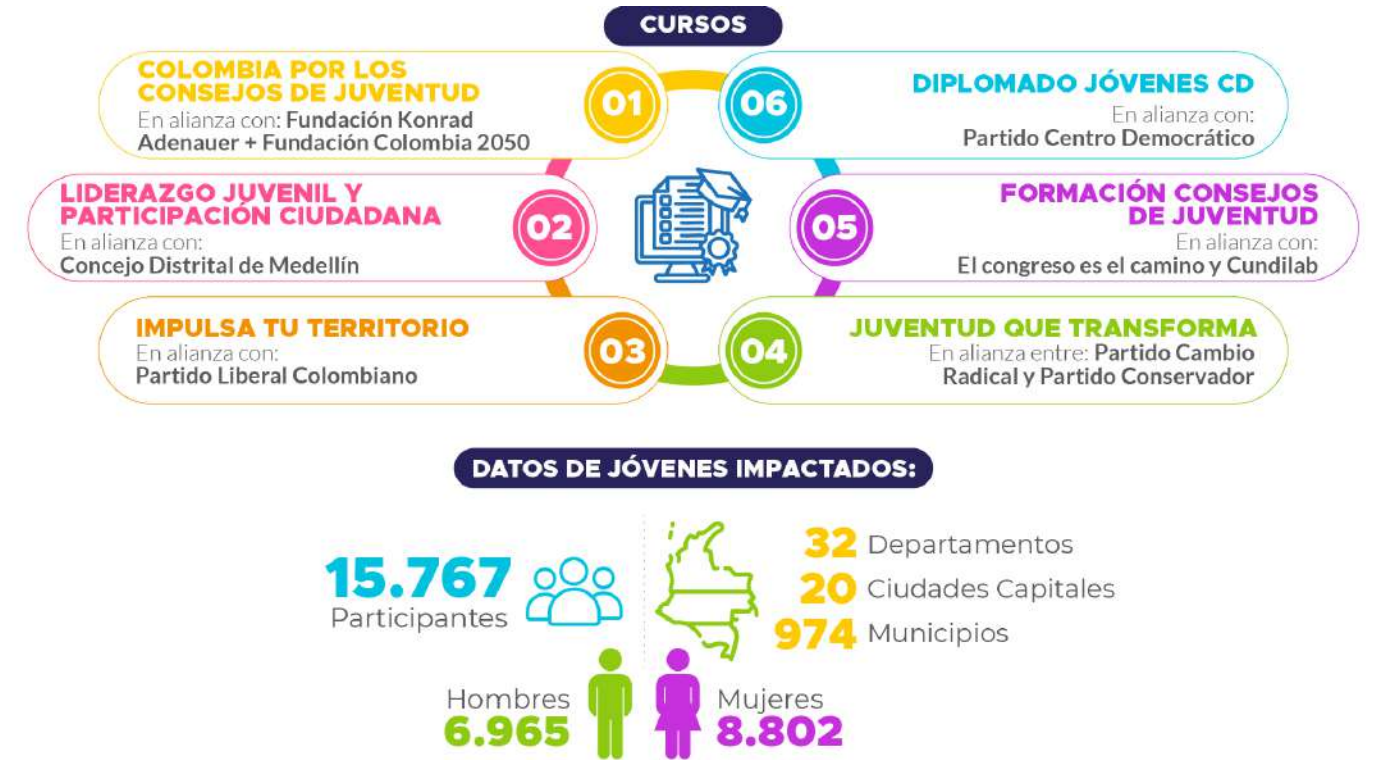 CURSOS
COLOMBIA POR LOS
CONSEJOS DE JUVENTUD
En alianza con: Fundación Konrad
Adenauer + Fundación Colombia 2050
01
LIDERAZGO JUVENIL Y
PARTICIPACIÓN CIUDADANA
En alianza con:
Concejo Distrital de Medellín
02
IMPULSA TU TERRITORIO
En alianza con:
Partido Liberal Colombiano
03
04
JUVENTUD QUE TRANSFORMA
En alianza entre: Partido Cambio
Radical y Partido Conservador
05
FORMACIÓN CONSEJOS
DE JUVENTUD
En alianza con:
El congreso es el camino y Cundilab
06
DIPLOMADO JÓVENES CD
En alianza con:
Partido Centro Democrático
DATOS DE JÓVENES IMPACTADOS:
15.767
Participantes
32 Departamentos
20 Ciudades Capitales
974 Municipios
Hombres
6.965
Mujeres
8.802